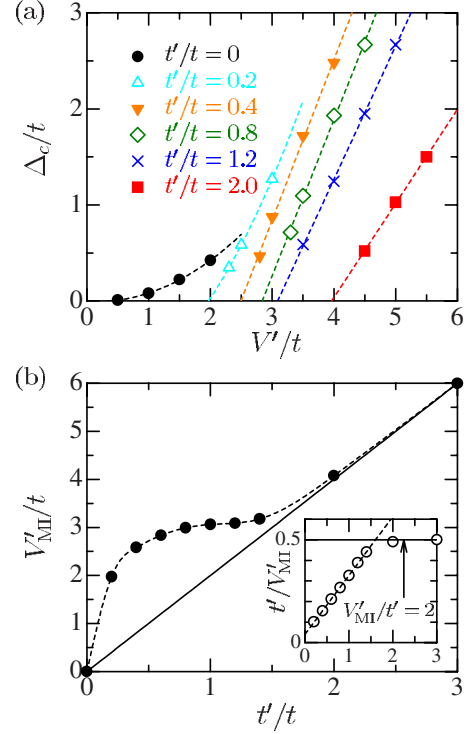 (a)
3
2
1
0
Δc/t
t′/t = 0
t′/t = 0.2
t′/t = 0.4
t′/t = 0.8
t′/t = 1.2
t′/t = 2.0
0 1 2 3 4 5 6
V′/t
(b)
6
5
4
3
2
1
0
V′MI/t
0 1 2 3
t′/t
0.5
0
t′/V′MI
V′MI/t′ = 2
0 1 2 3